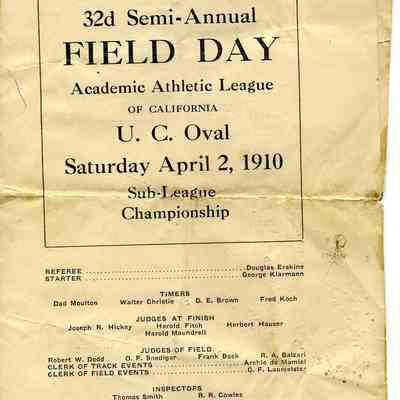 32d Semi-Annual
FIELD DAY
Academic Athletic League
OF CALIFORNIA
U. C. Oval
Saturday April 2, 1910
Sub-League
Championship
REFEREE Douglas Erskine
STARTER George Klarmann
TIMERS
Dad Moulton Walter Christie D. E. Brown Fred Koch
JUDGES AT FINISH
Joseph R. Hickey Herold Fitch Herbert Hauser
Harold Maundrell
JUDGES OF FIELD
Robert W. Dodd O. F. Snediger Frank Bock R. A. Balzari
CLERK OF TRACK EVENTS Archie de Mamiel
CLERK OF FIELD EVENTS C. F. Laumeister
INSPECTORS
Thomas Smith R. R. Cowles